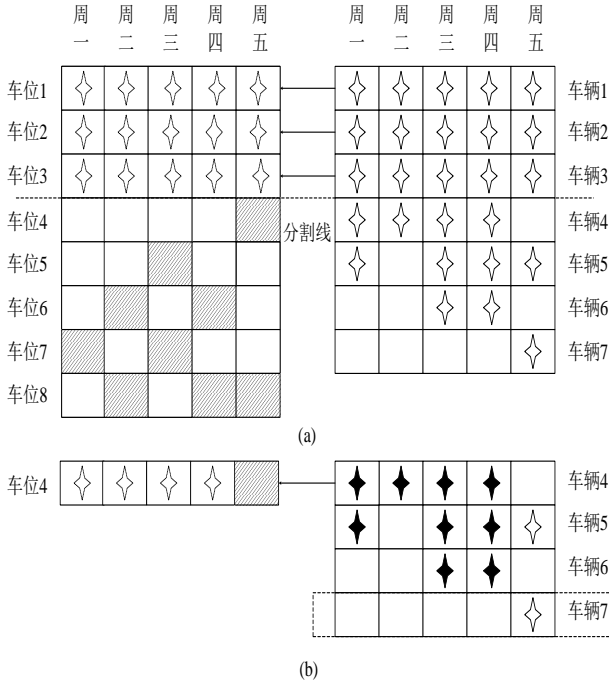 周一 周二 周三 周四 周五 周一 周二 周三 周四 周五
车位1 车辆1
车位2 车辆2
车位3 车辆3
车位4 分割线 车辆4
车位5 车辆5
车位6 车辆6
车位7 车辆7
车位8
(a)
车位4 车辆4
车辆5
车辆6
车辆7
(b)